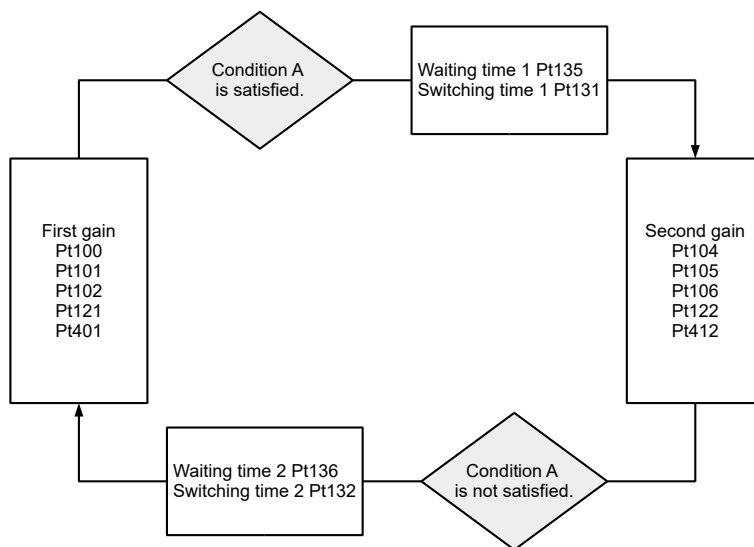 Condition A
is satisfied.
Waiting time 1 Pt135
Switching time 1 Pt131
First gain
Pt100
Pt101
Pt102
Pt121
Pt401
Second gain
Pt104
Pt105
Pt106
Pt122
Pt412
Waiting time 2 Pt136
Switching time 2 Pt132
Condition A
is not satisfied.